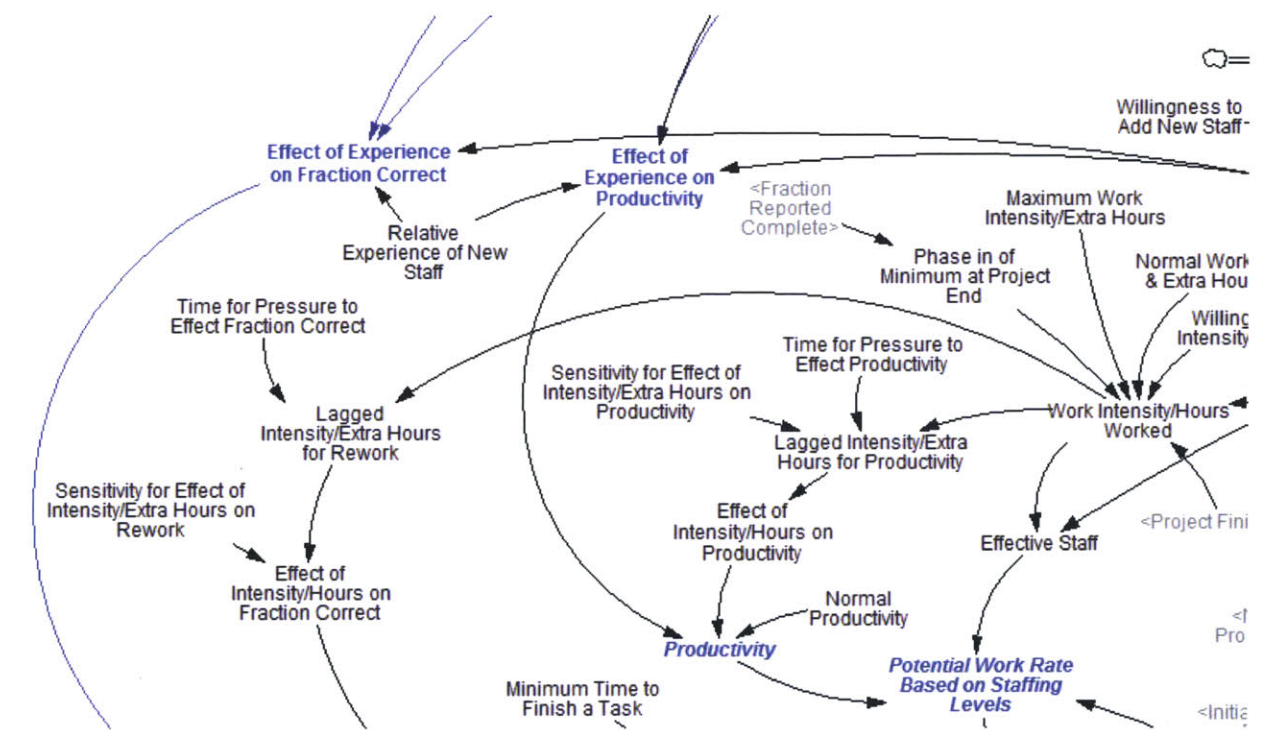 Willingness to
Add New Staff
Effect of Experience
on Fraction Correct
Effect of
Experience on
Productivity
<Fraction
Reported
Complete>
Maximum Work
Intensity/Extra Hours
Relative
Experience of New
Staff
Phase in of
Minimum at Project
End
Normal Work
& Extra Hou
Time for Pressure to
Effect Fraction Correct
Willing
Intensity
Time for Pressure to
Effect Productivity
Sensitivity for Effect of
Intensity/Extra Hours on
Productivity
Lagged
Intensity/Extra Hours
for Rework
Work Intensity/Hours
Worked
Lagged Intensity/Extra
Hours for Productivity
Sensitivity for Effect of
Intensity/Extra Hours on
Rework
Effect of
Intensity/Hours on
Productivity
<Project Fini
Effective Staff
Effect of
Intensity/Hours on
Fraction Correct
Normal
Productivity
Pro
Productivity
Potential Work Rate
Based on Staffing
Levels
Minimum Time to
Finish a Task
<Initia